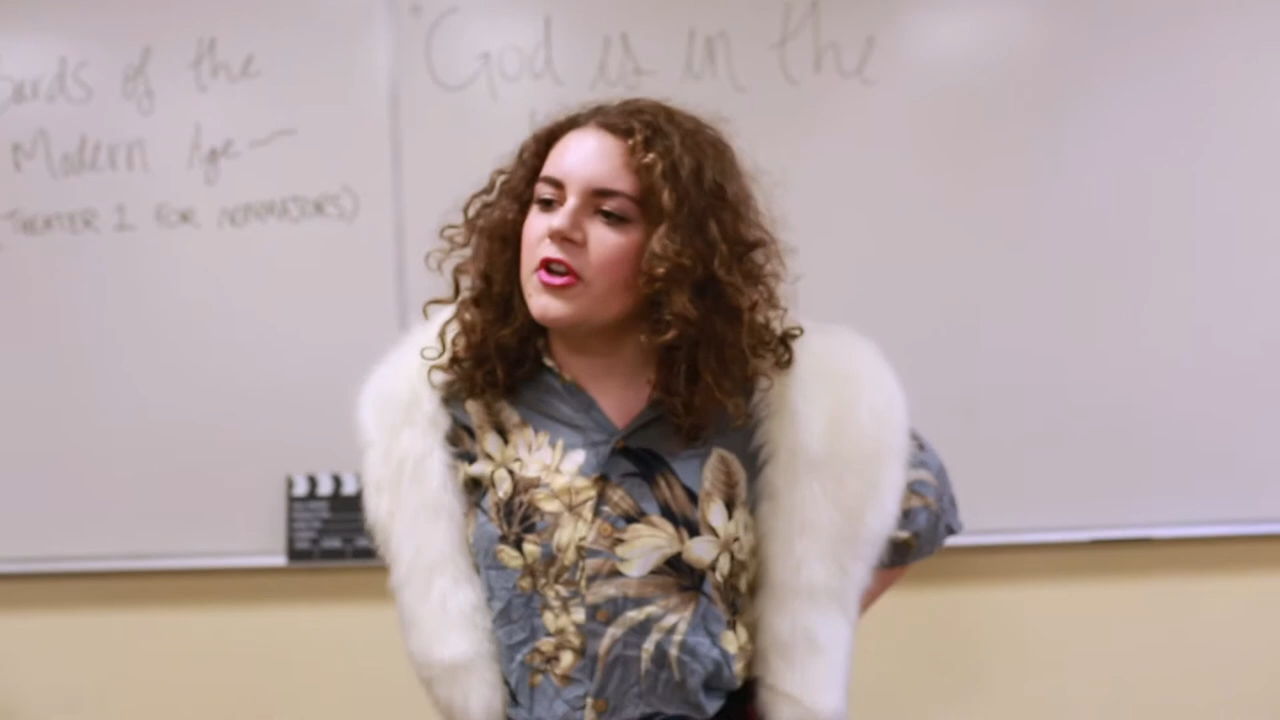 Bards of the
Modern Age~
(THEATER 1 FOR NONMAJORS)
"God is in the